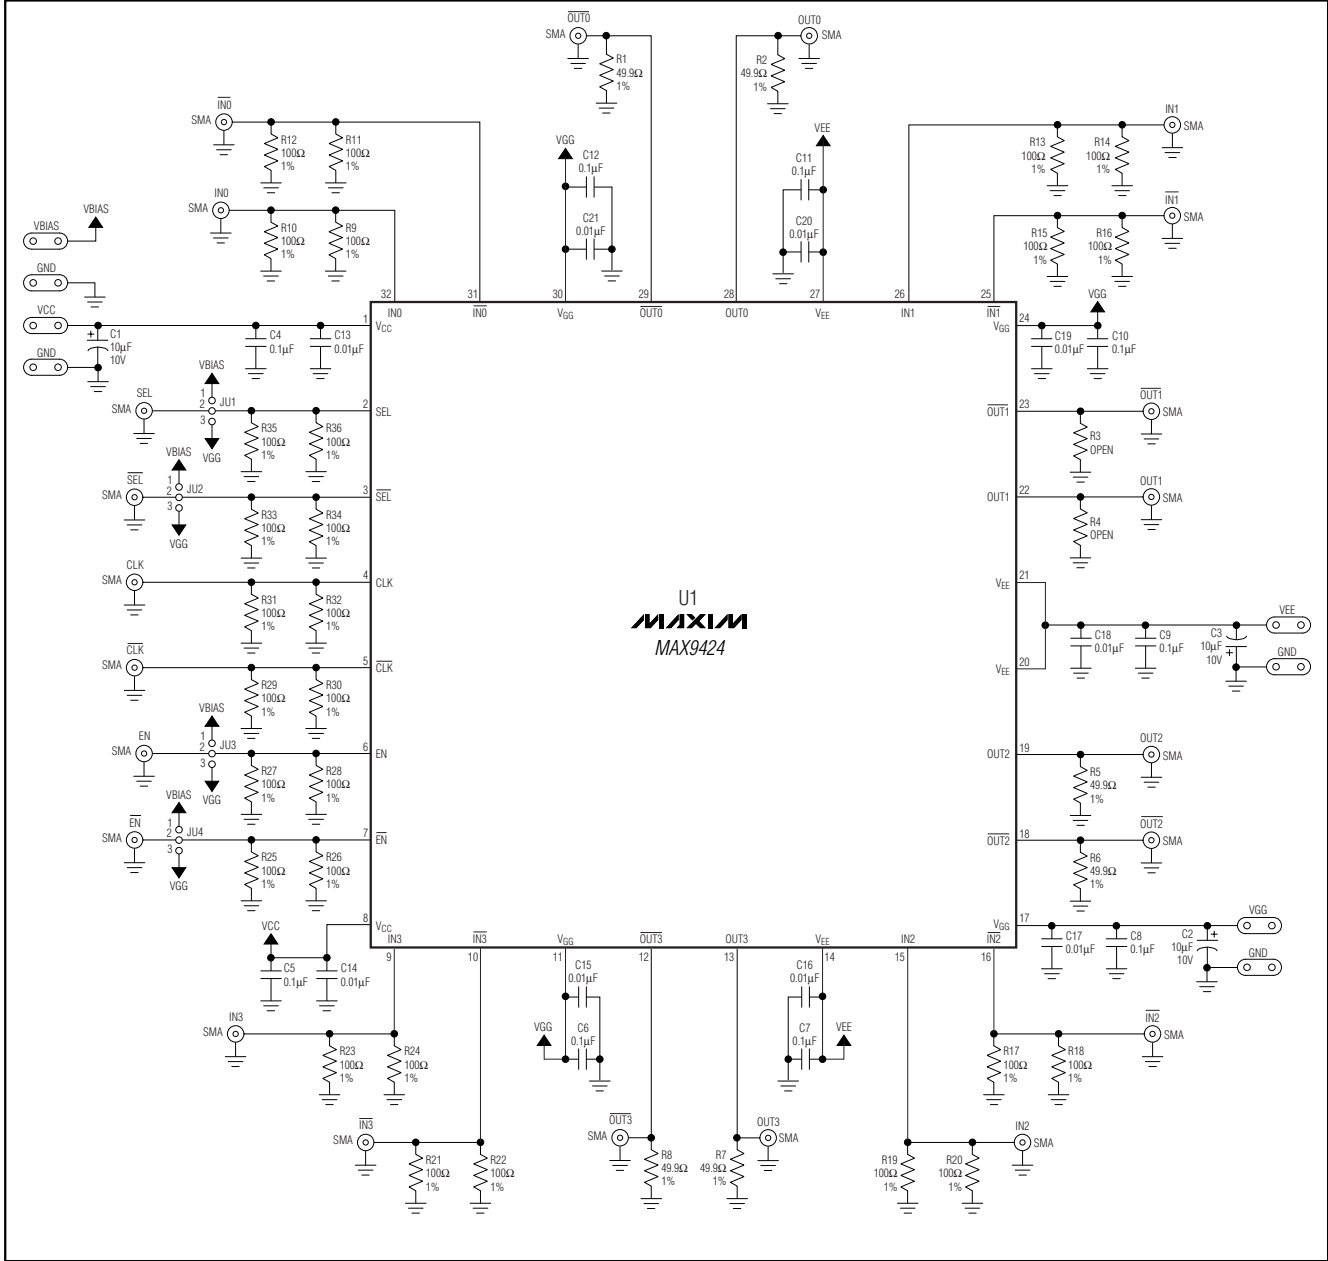 OUT0
SMA
R1
49.9Ω
1%
OUT0
SMA
R2
49.9Ω
1%
IN0
SMA
R12
100Ω
1%
R11
100Ω
1%
VGG
C12
0.1µF
C21
0.01µF
VEE
C11
0.1µF
C20
0.01µF
IN1
SMA
R13
100Ω
1%
R14
100Ω
1%
IN0
SMA
R10
100Ω
1%
R9
100Ω
1%
IN1
SMA
R15
100Ω
1%
R16
100Ω
1%
VBIAS
VBIAS
GND
VCC
GND
C1
+
10µF
10V
C4
0.1µF
C13
0.01µF
32 31 30 29 28 27 26 25
IN0 IN0 VGG OUT0 OUT0 VEE IN1 IN1
1
VCC
VGG
24
VGG
C19
0.01µF
C10
0.1µF
SEL
SMA
VBIAS
1
2
3
JU1
VGG
R35
100Ω
1%
R36
100Ω
1%
2
SEL
OUT1
23
OUT1
SMA
R3
OPEN
SEL
SMA
VBIAS
1
2
3
JU2
VGG
R33
100Ω
1%
R34
100Ω
1%
3
SEL
OUT1
22
OUT1
SMA
R4
OPEN
CLK
SMA
R31
100Ω
1%
R32
100Ω
1%
4
CLK
U1
MAXIM
MAX9424
VEE
21
VEE
20
C18
0.01µF
C9
0.1µF
C3
10µF
10V
+
VEE
GND
CLK
SMA
R29
100Ω
1%
R30
100Ω
1%
5
CLK
EN
SMA
VBIAS
1
2
3
JU3
VGG
R27
100Ω
1%
R28
100Ω
1%
6
EN
OUT2
19
OUT2
SMA
R5
49.9Ω
1%
EN
SMA
VBIAS
1
2
3
JU4
VGG
R25
100Ω
1%
R26
100Ω
1%
7
EN
OUT2
18
OUT2
SMA
R6
49.9Ω
1%
8
VCC
VCC
C5
0.1µF
C14
0.01µF
VGG
17
C17
0.01µF
C8
0.1µF
C2
10µF
10V
+
VGG
GND
IN3 IN3 VGG OUT3 OUT3 VEE IN2 IN2
9 10 11 12 13 14 15 16
C15
0.01µF
VGG
C6
0.1µF
C16
0.01µF
C7
0.1µF
VEE
IN3
SMA
R23
100Ω
1%
R24
100Ω
1%
IN2
SMA
R17
100Ω
1%
R18
100Ω
1%
IN3
SMA
R21
100Ω
1%
R22
100Ω
1%
OUT3
SMA
R8
49.9Ω
1%
OUT3
SMA
R7
49.9Ω
1%
IN2
SMA
R19
100Ω
1%
R20
100Ω
1%